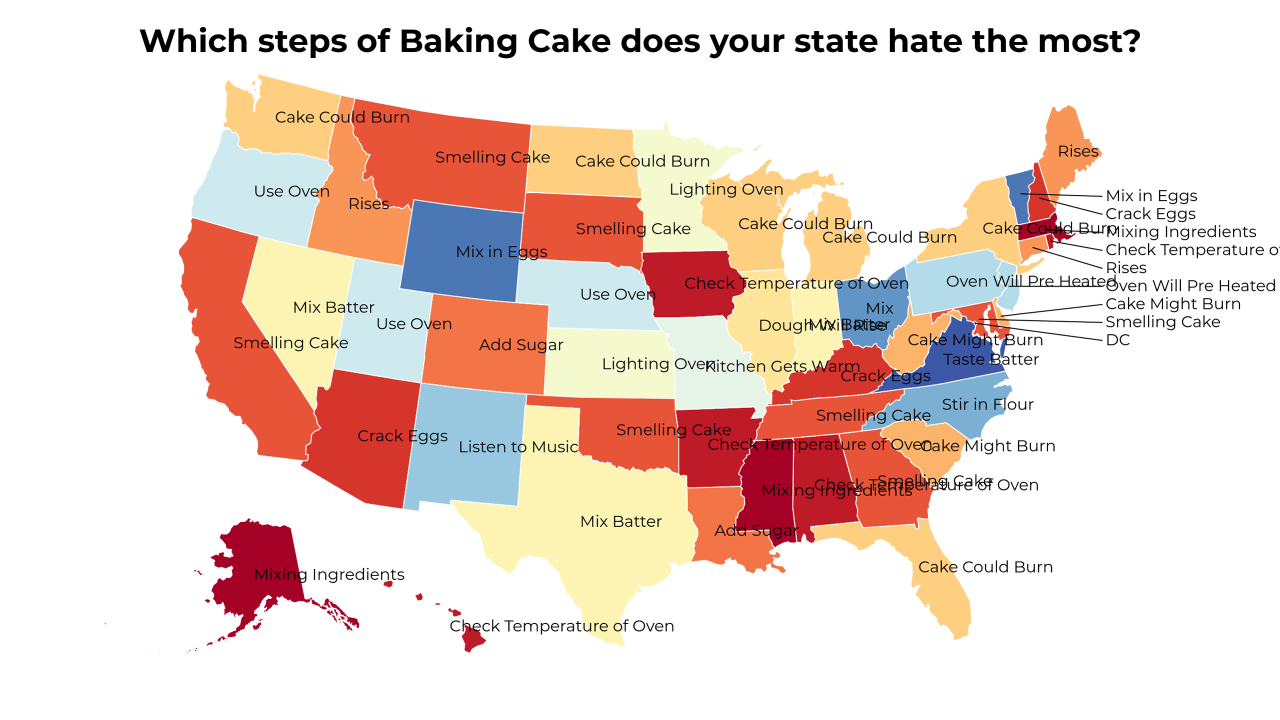 Which steps of Baking Cake does your state hate the most?
Cake Could Burn
Rises
Smelling Cake
Cake Could Burn
Lighting Oven
Use Oven
Mix in Eggs
Rises
Crack Eggs
Smelling Cake
Cake Could Burn
Cake Could Burn
Cake Could Burn
Mixing Ingredients
Check Temperature o
Mix in Eggs
Rises
Use Oven
Check Temperature of Oven
Oven Will Pre Heated
Oven Will Pre Heated
Mix Batter
Cake Might Burn
Mix
Smelling Cake
Use Oven
Dough Will Rise
Mix Batter
Smelling Cake
Add Sugar
Cake Might Burn
DC
Taste Batter
Lighting Oven
Kitchen Gets Warm
Crack Eggs
Stir in Flour
Smelling Cake
Crack Eggs
Smelling Cake
Listen to Music
Check Temperature of Oven
Cake Might Burn
Smelling Cake
Mixing Ingredients
Check Temperature of Oven
Mix Batter
Add Sugar
Cake Could Burn
Mixing Ingredients
Check Temperature of Oven